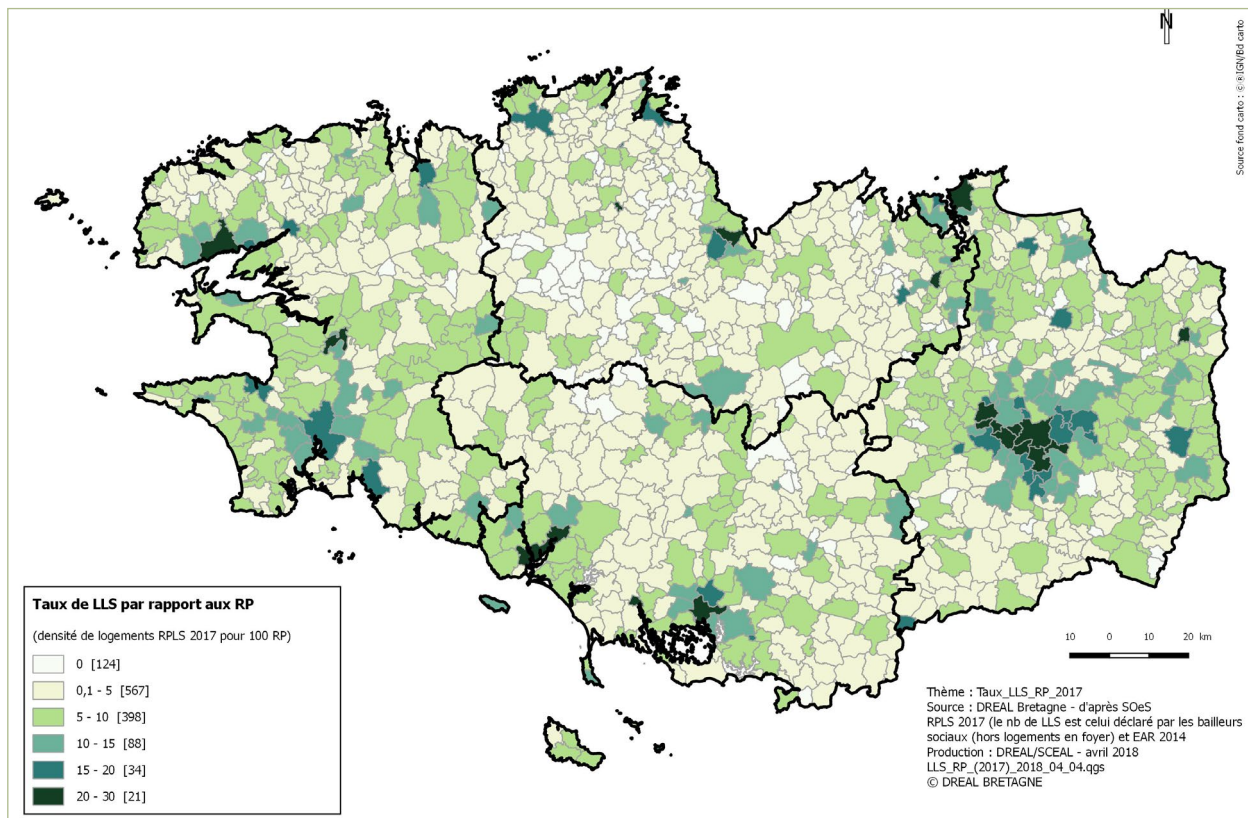 N
Source fond carto : ©®IGN/Bd carto
Taux de LLS par rapport aux RP
(densité de logements RPLS 2017 pour 100 RP)
0 [124]
0,1 - 5 [567]
5 - 10 [398]
10 - 15 [88]
15 - 20 [34]
20 - 30 [21]
10 0 10 20 km
Thème : Taux_LLS_RP_2017
Source : DREAL Bretagne - d'après SOeS
RPLS 2017 (le nb de LLS est celui déclaré par les bailleurs
sociaux (hors logements en foyer) et EAR 2014
Production : DREAL/SCEAL - avril 2018
LLS_RP_(2017)_2018_04_04.qgs
© DREAL BRETAGNE